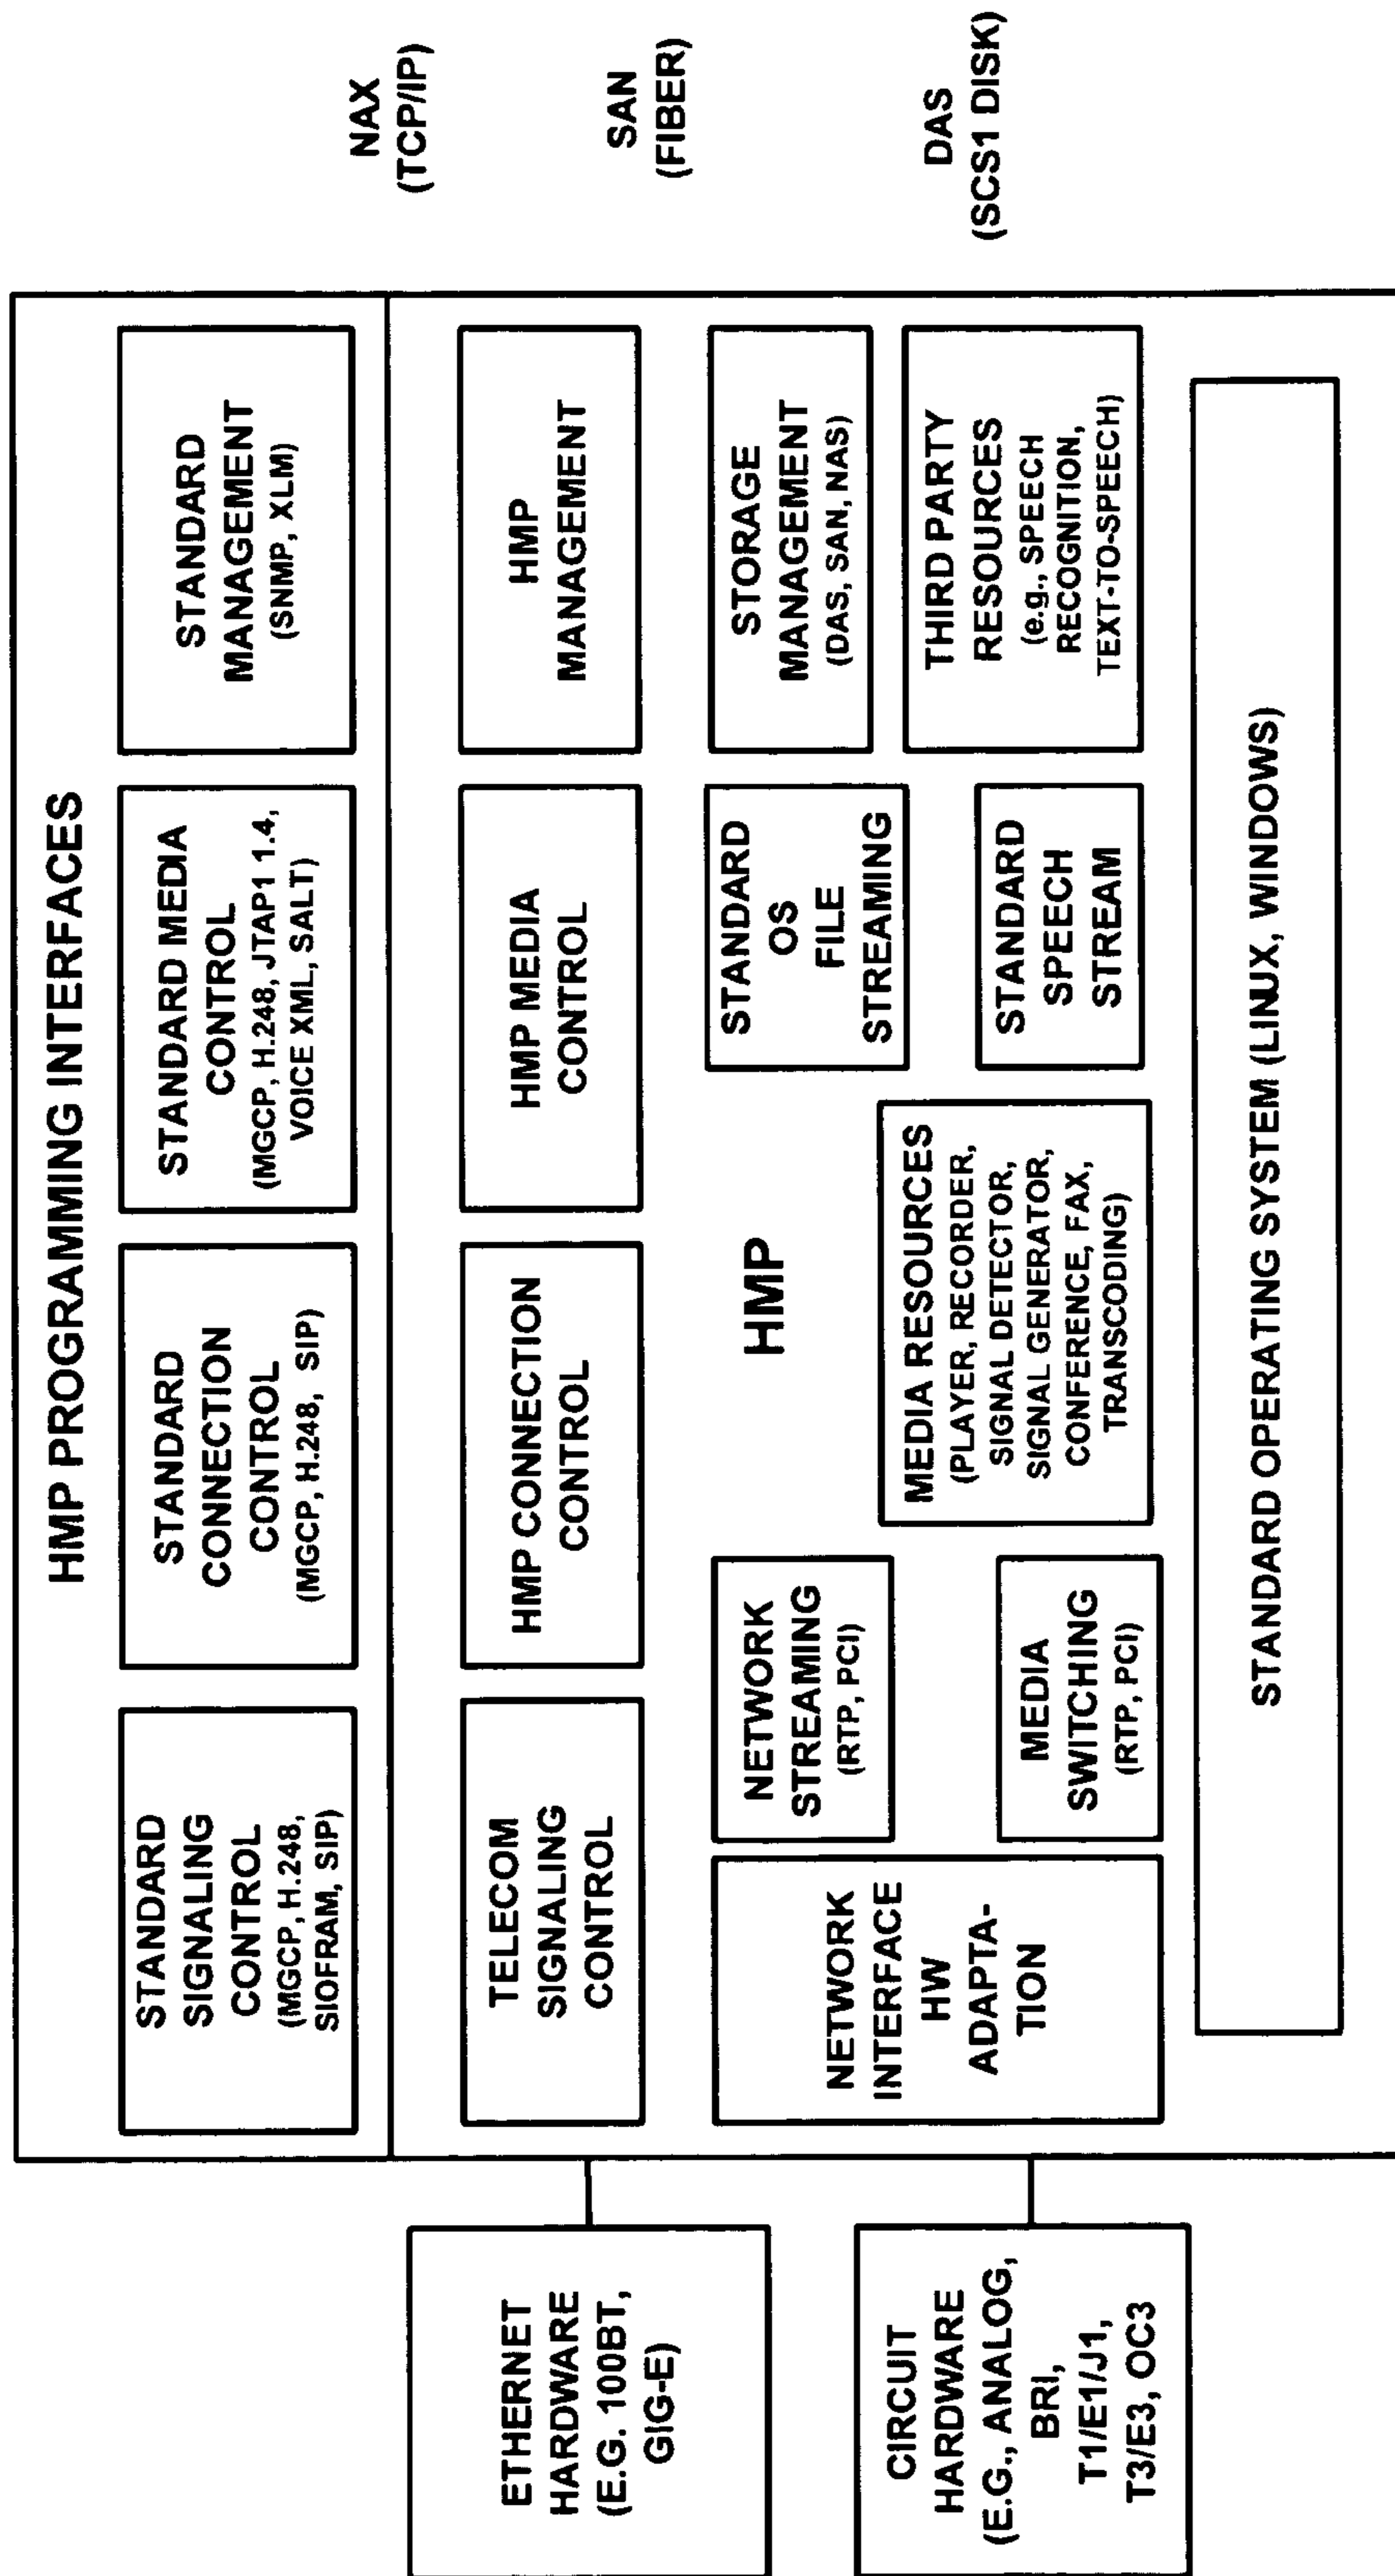 HMP PROGRAMMING INTERFACES
STANDARD
SIGNALING
CONTROL
(MGCP, H.248,
SIOFRAM, SIP)
STANDARD
CONNECTION
CONTROL
(MGCP, H.248, SIP)
STANDARD MEDIA
CONTROL
(MGCP, H.248, JTAP1 1.4,
VOICE XML, SALT)
STANDARD
MANAGEMENT
(SNMP, XLM)
TELECOM
SIGNALING
CONTROL
HMP CONNECTION
CONTROL
HMP MEDIA
CONTROL
HMP
MANAGEMENT
HMP
NETWORK
INTERFACE
HW
ADAPTA-
TION
NETWORK
STREAMING
(RTP, PCI)
MEDIA
SWITCHING
(RTP, PCI)
MEDIA RESOURCES
(PLAYER, RECORDER,
SIGNAL DETECTOR,
SIGNAL GENERATOR,
CONFERENCE, FAX,
TRANSCODING)
STANDARD
OS
FILE
STREAMING
STANDARD
SPEECH
STREAM
STORAGE
MANAGEMENT
(DAS, SAN, NAS)
THIRD PARTY
RESOURCES
(e.g., SPEECH
RECOGNITION,
TEXT-TO-SPEECH)
STANDARD OPERATING SYSTEM (LINUX, WINDOWS)
ETHERNET
HARDWARE
(E.G. 100BT,
GIG-E)
CIRCUIT
HARDWARE
(E.G., ANALOG,
BRI,
T1/E1/J1,
T3/E3, OC3
NAX
(TCP/IP)
SAN
(FIBER)
DAS
(SCS1 DISK)